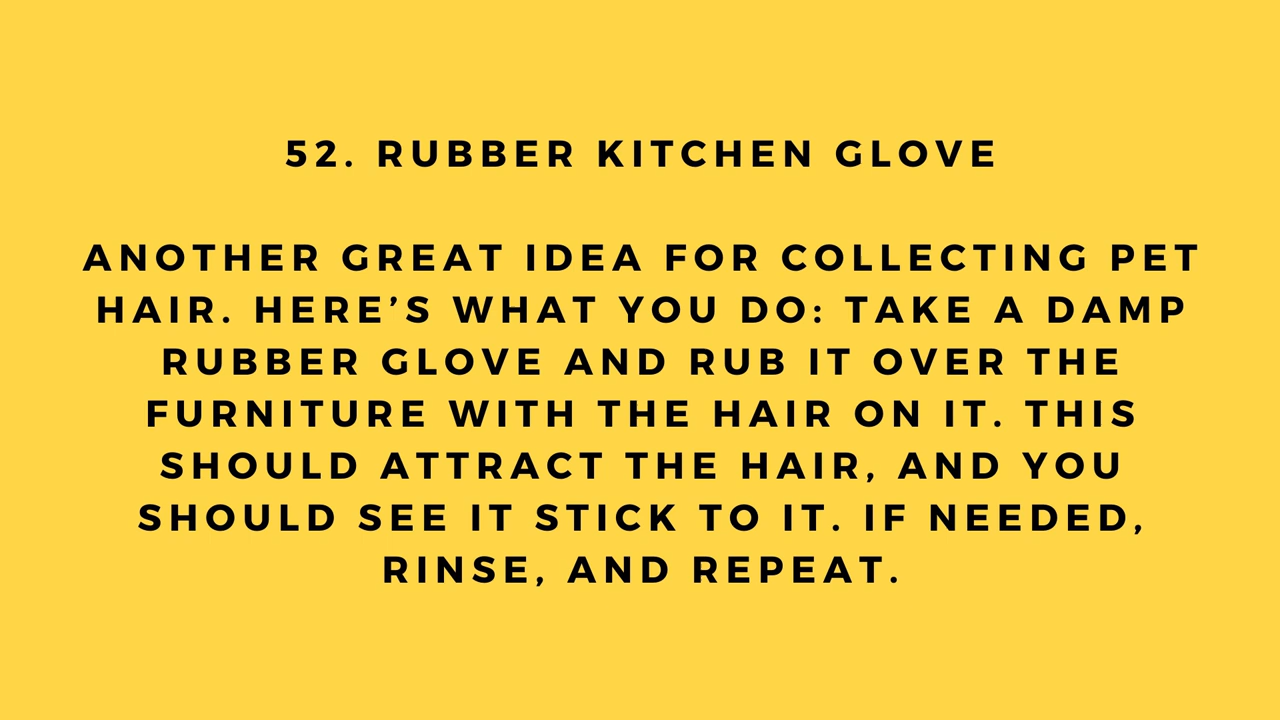 52. RUBBER KITCHEN GLOVE
ANOTHER GREAT IDEA FOR COLLECTING PET
HAIR. HERE’S WHAT YOU DO: TAKE A DAMP
RUBBER GLOVE AND RUB IT OVER THE
FURNITURE WITH THE HAIR ON IT. THIS
SHOULD ATTRACT THE HAIR, AND YOU
SHOULD SEE IT STICK TO IT. IF NEEDED,
RINSE, AND REPEAT.